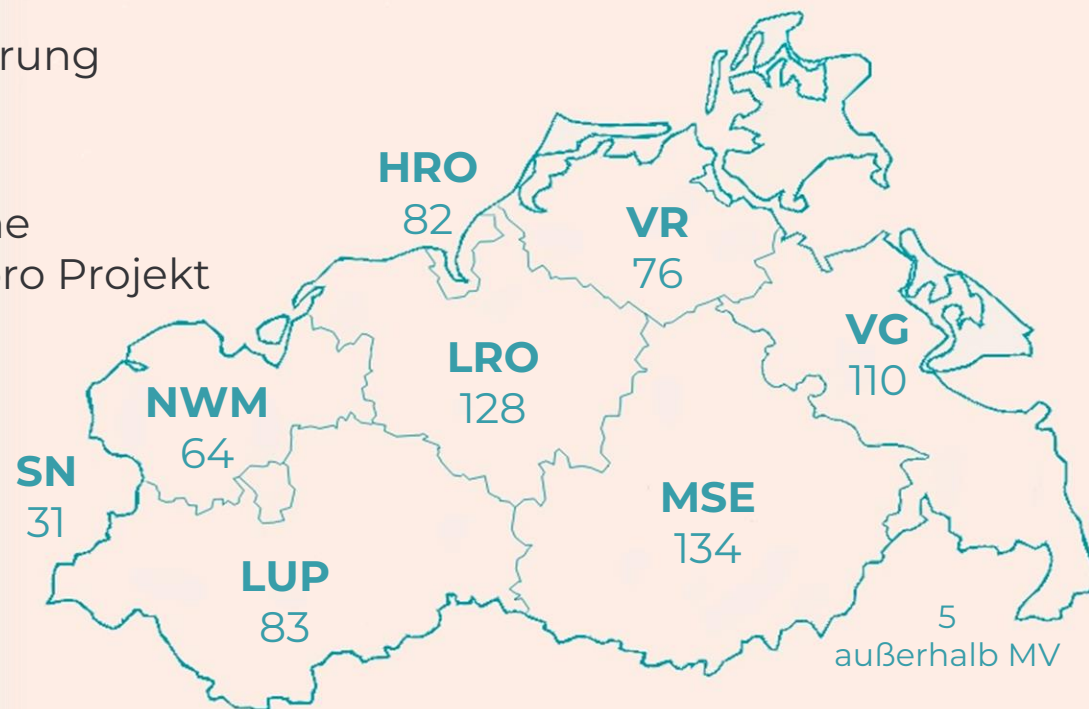 rung
ne
ro Projekt
HRO
82
VR
76
VG
110
LRO
128
NWM
64
SN
31
MSE
134
LUP
83
5
außerhalb MV